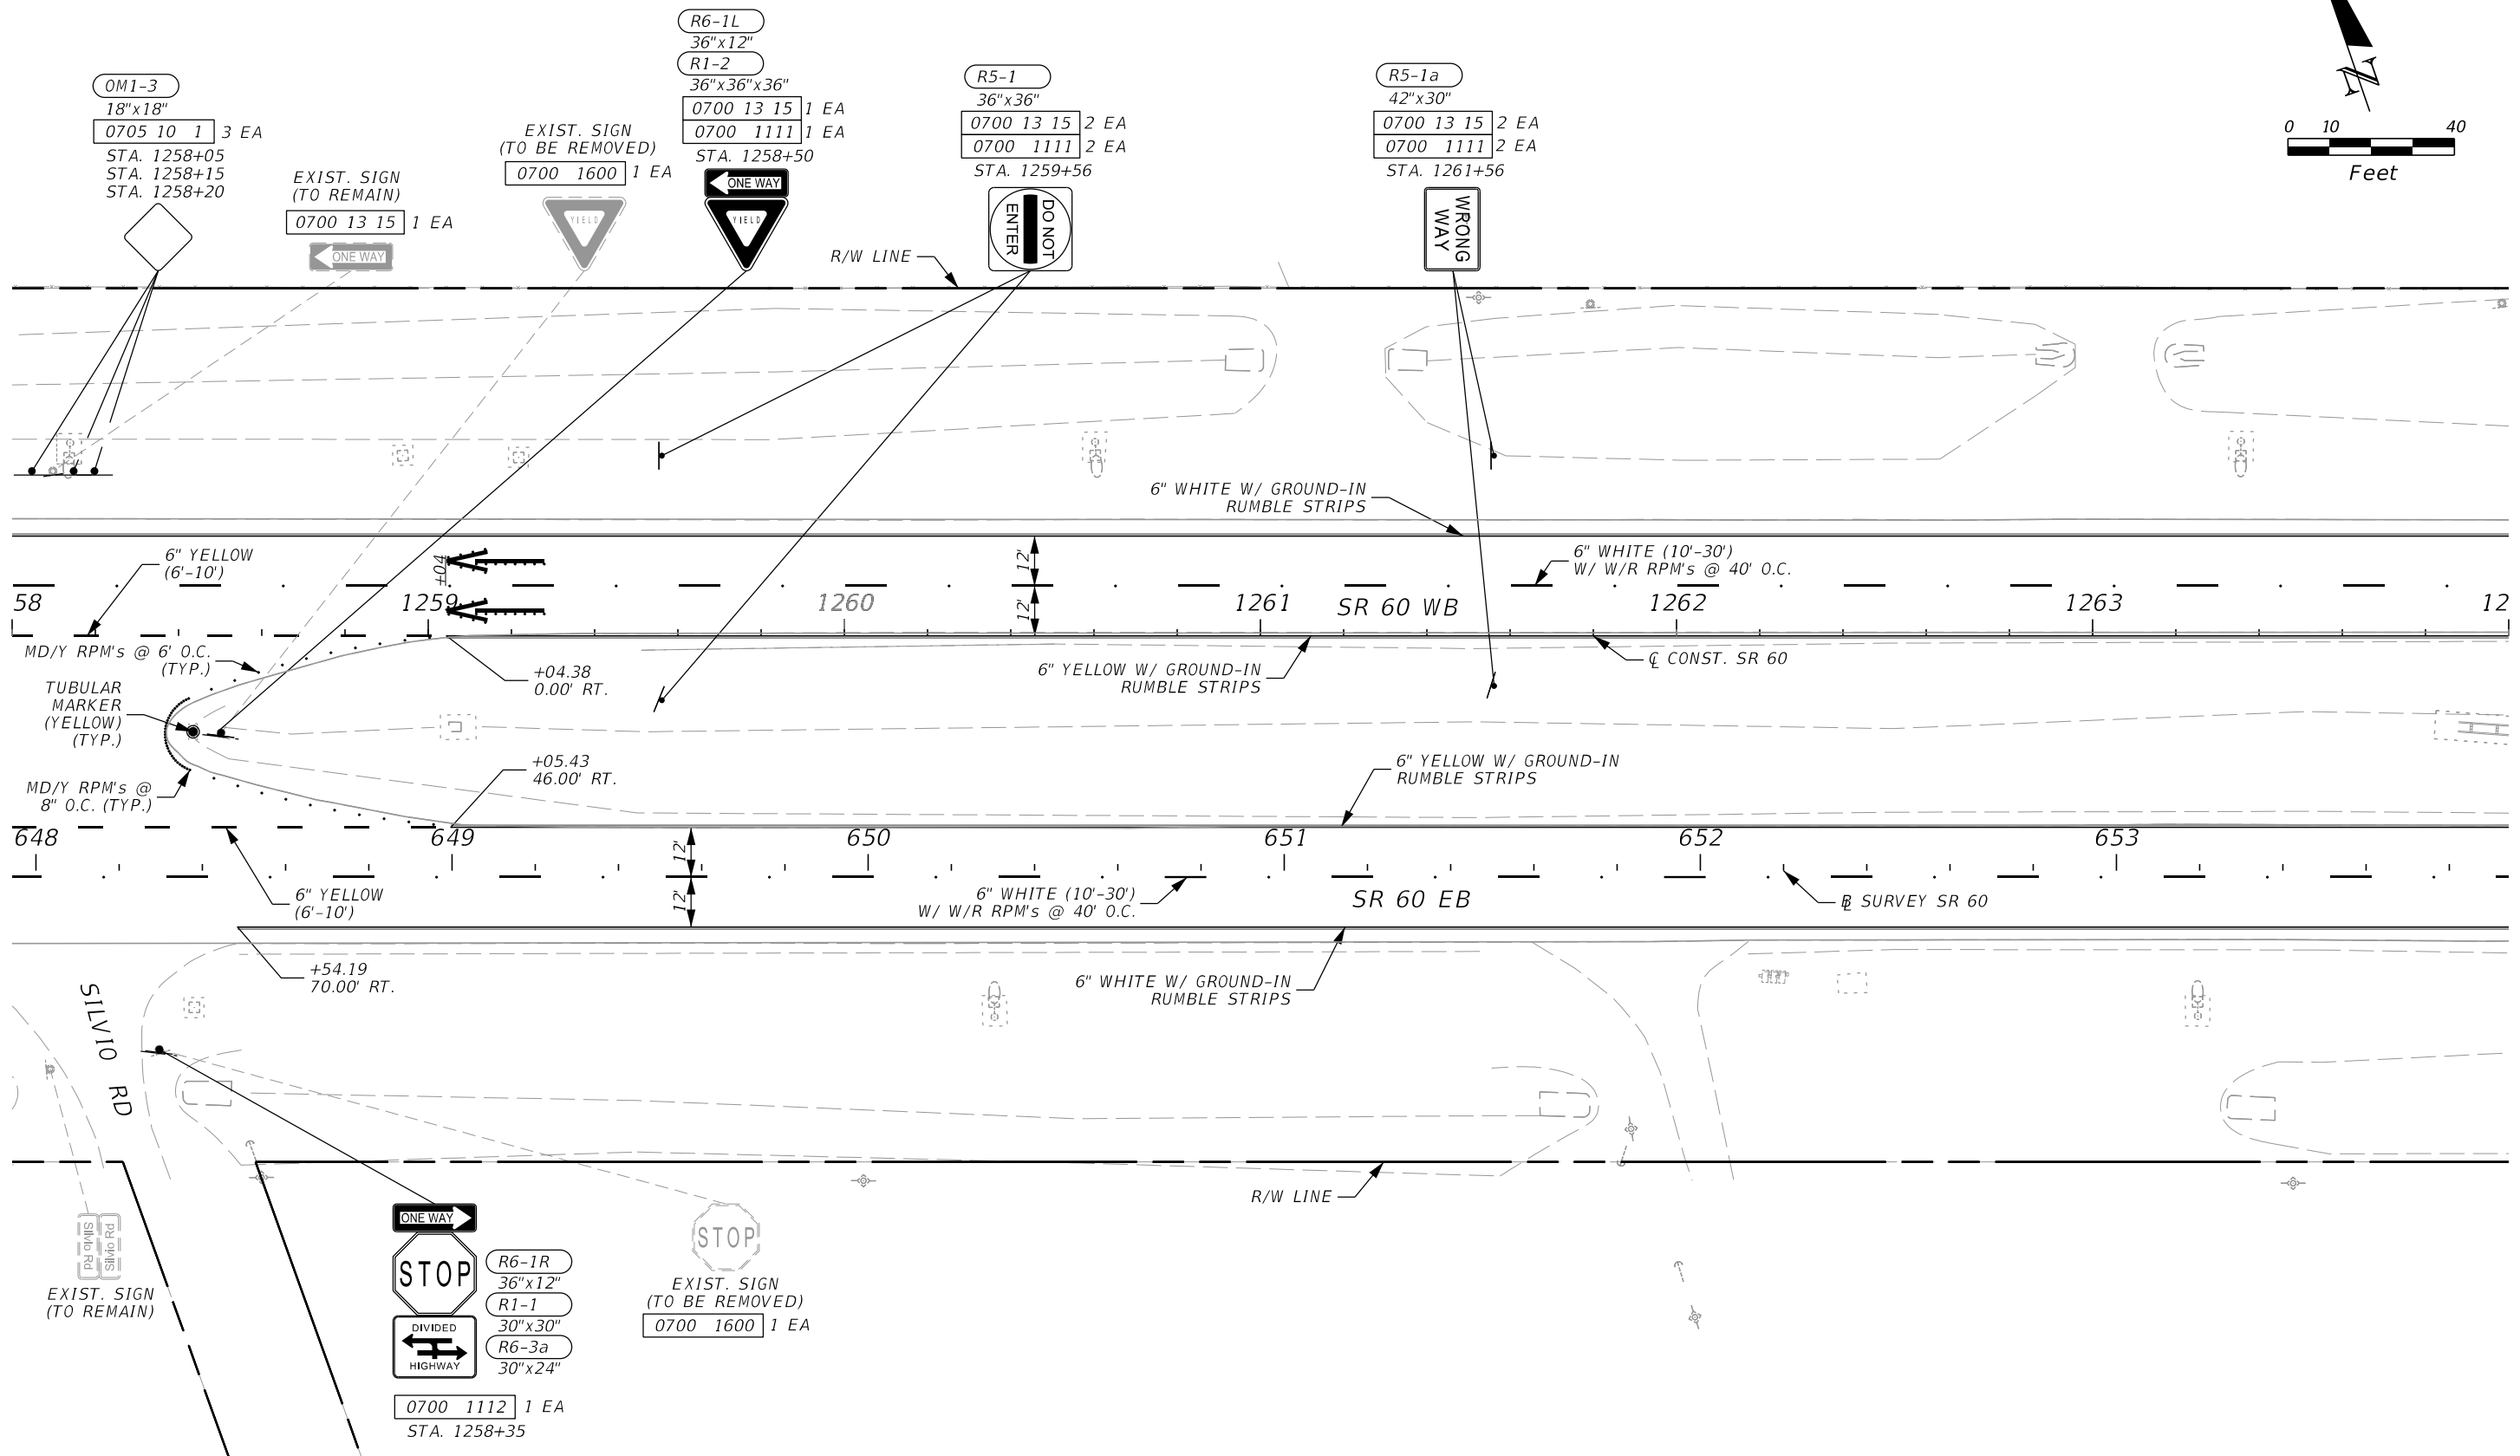 OM1-3
18"x18"
0705 10 1 3 EA
STA. 1258+05
STA. 1258+15
STA. 1258+20
EXIST. SIGN
(TO REMAIN)
0700 13 15 1 EA
ONE WAY
EXIST. SIGN
(TO BE REMOVED)
0700 1600 1 EA
YIELD
R6-1L
36"x12"
R1-2
36"x36"x36"
0700 13 15 1 EA
0700 1111 1 EA
STA. 1258+50
ONE WAY
YIELD
R5-1
36"x36"
0700 13 15 2 EA
0700 1111 2 EA
STA. 1259+56
DO NOT
ENTER
R5-1a
42"x30"
0700 13 15 2 EA
0700 1111 2 EA
STA. 1261+56
WRONG
WAY
N
0 10 40
Feet
R/W LINE
6" WHITE W/ GROUND-IN
RUMBLE STRIPS
6" YELLOW
(6'-10')
+04
12'
12'
6" WHITE (10'-30')
W/ W/R RPM's @ 40' O.C.
58 1259 1260 1261 SR 60 WB 1262 1263 12
MD/Y RPM's @ 6' O.C.
(TYP.)
+04.38
0.00' RT.
6" YELLOW W/ GROUND-IN
RUMBLE STRIPS
℄ CONST. SR 60
TUBULAR
MARKER
(YELLOW)
(TYP.)
MD/Y RPM's @
8" O.C. (TYP.)
+05.43
46.00' RT.
6" YELLOW W/ GROUND-IN
RUMBLE STRIPS
648 649 650 651 652 653
12'
12'
6" YELLOW
(6'-10')
6" WHITE (10'-30')
W/ W/R RPM's @ 40' O.C.
SR 60 EB
BL SURVEY SR 60
+54.19
70.00' RT.
6" WHITE W/ GROUND-IN
RUMBLE STRIPS
SILVIO RD
R/W LINE
Silvio Rd
Silvio Rd
EXIST. SIGN
(TO REMAIN)
ONE WAY
STOP
DIVIDED
HIGHWAY
R6-1R
36"x12"
R1-1
30"x30"
R6-3a
30"x24"
0700 1112 1 EA
STA. 1258+35
STOP
EXIST. SIGN
(TO BE REMOVED)
0700 1600 1 EA